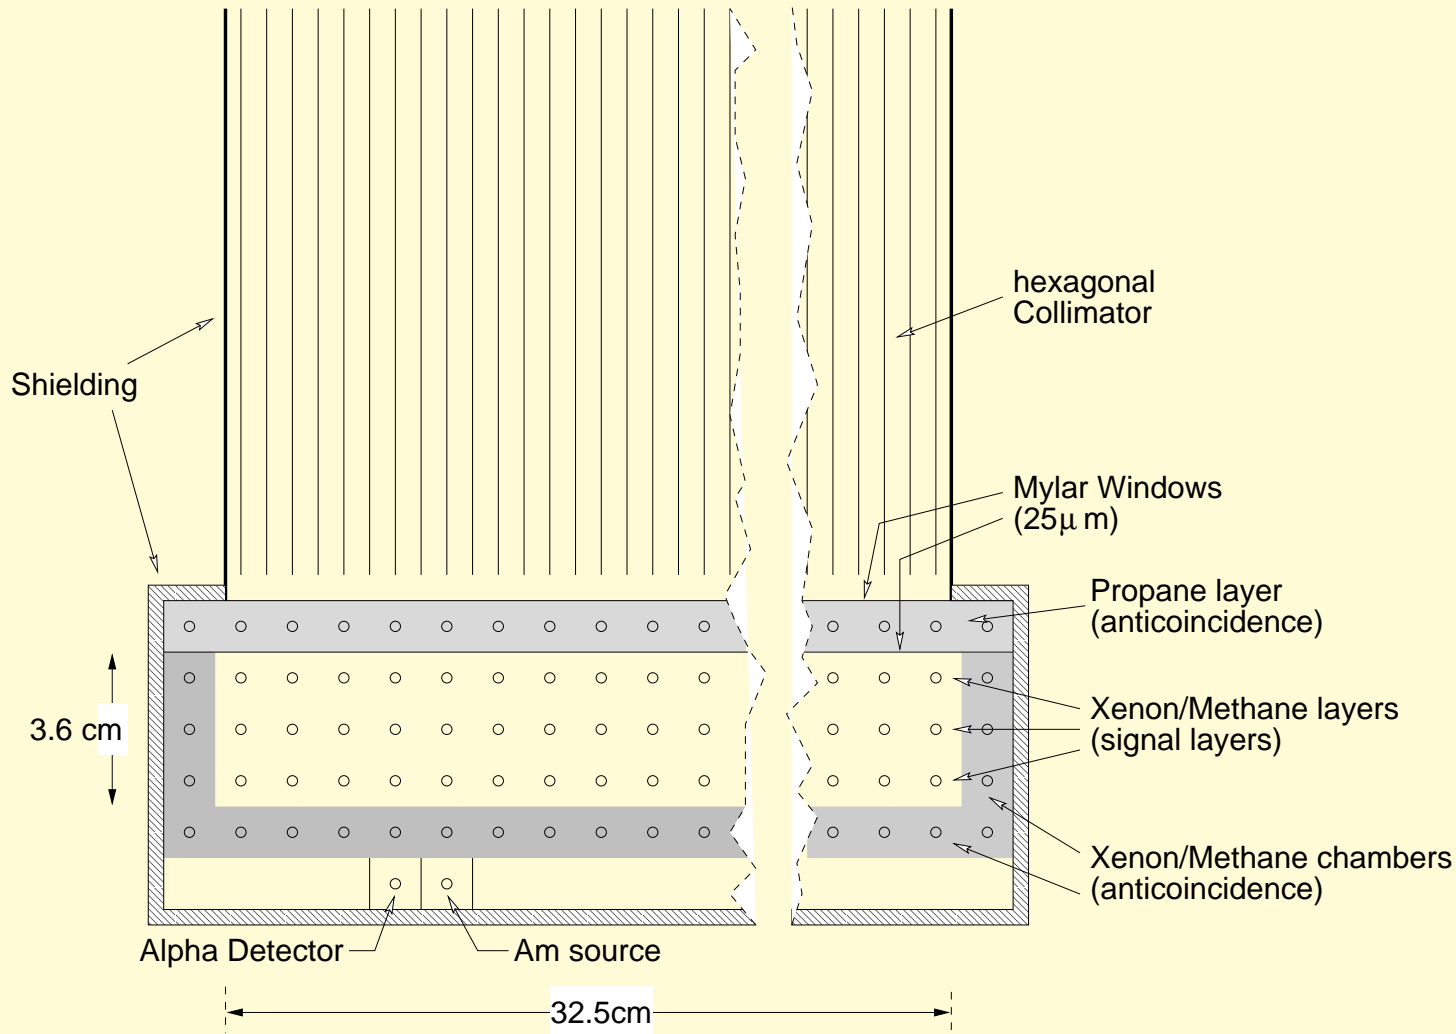 hexagonal
Collimator
Shielding
Mylar Windows
(25μ m)
Propane layer
(anticoincidence)
Xenon/Methane layers
(signal layers)
3.6 cm
Xenon/Methane chambers
(anticoincidence)
Alpha Detector
Am source
32.5cm